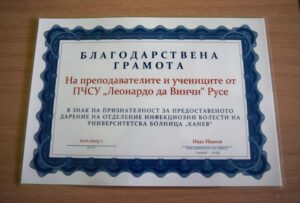 БЛАГОДАРСТВЕНА
ГРАМОТА
На преподавателите и учениците от
ПЧСУ „Леонардо да Винчи“ Русе
В ЗНАК НА ПРИЗНАТЕЛНОСТ ЗА ПРЕДОСТАВЕНОТО
ДАРЕНИЕ НА ОТДЕЛЕНИЕ ИНФЕКЦИОЗНИ БОЛЕСТИ НА
УНИВЕРСИТЕТСКА БОЛНИЦА „КАНЕВ“
Иван Иванов